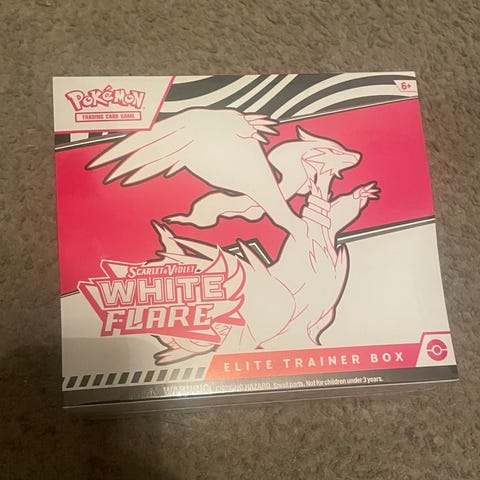 POKéMON
TRADING CARD GAME
6+
SCARLET & VIOLET
WHITE
FLARE
ELITE TRAINER BOX
WARNING: CHOKING HAZARD. Small parts. Not for children under 3 years.